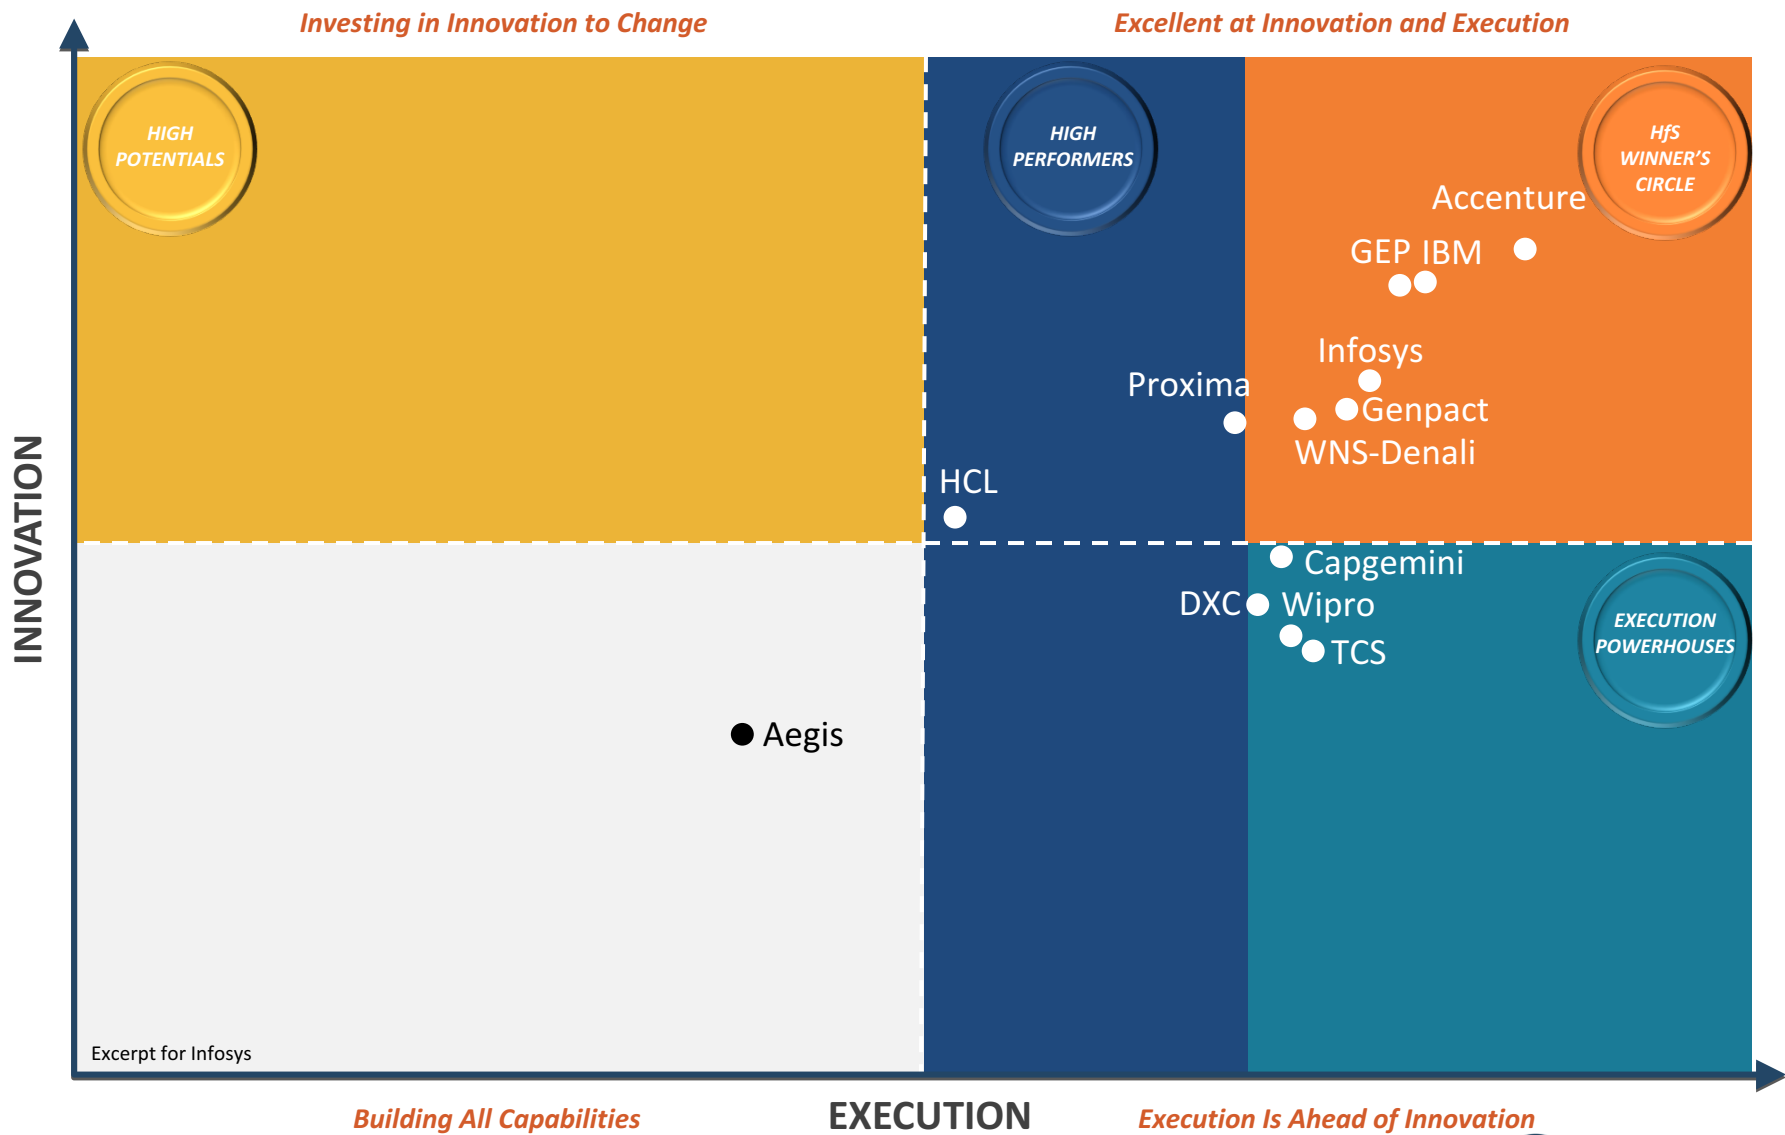 Investing in Innovation to Change
Excellent at Innovation and Execution
HIGH
POTENTIALS
HIGH
PERFORMERS
HfS
WINNER'S
CIRCLE
Accenture
GEP IBM
Infosys
Proxima
Genpact
WNS-Denali
HCL
INNOVATION
Capgemini
DXC
Wipro
TCS
EXECUTION
POWERHOUSES
Aegis
Excerpt for Infosys
Building All Capabilities
EXECUTION
Execution Is Ahead of Innovation